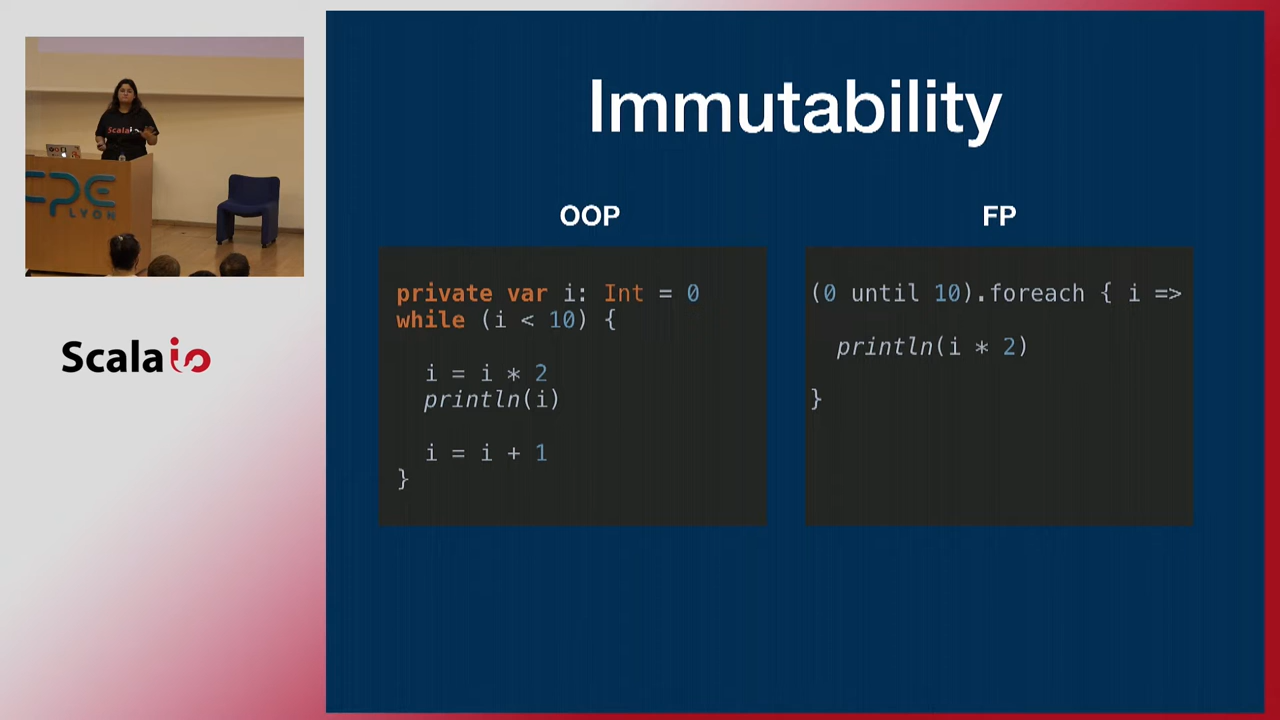 Immutability
OOP
FP
private var i: Int = 0
while (i < 10) {
i = i * 2
println(i)
i = i + 1
}
(0 until 10).foreach { i =>
println(i * 2)
}
Scala
CPE
LYON
Scalaio